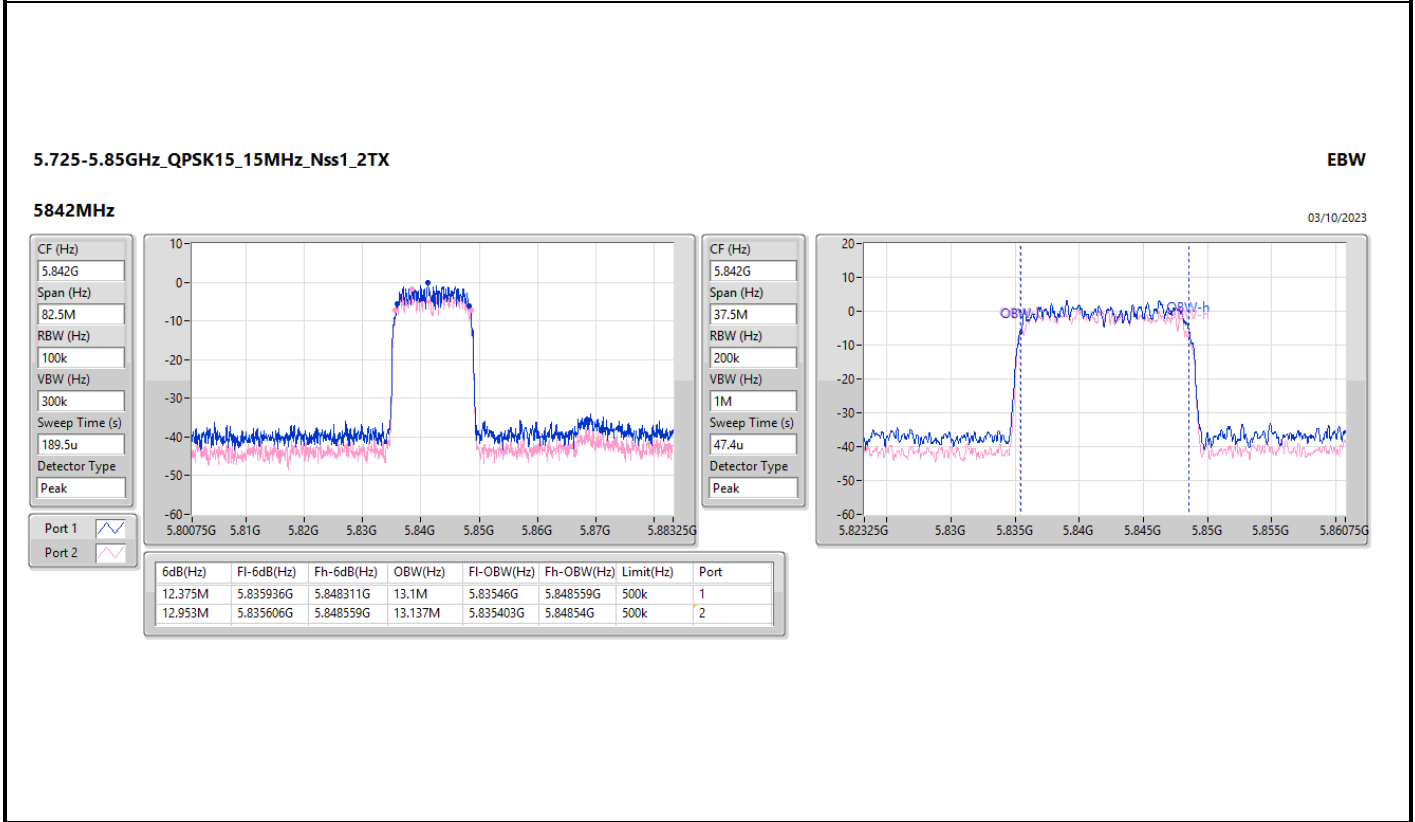 5.725-5.85GHz_QPSK15_15MHz_Nss1_2TX
EBW
5842MHz
03/10/2023
CF (Hz)
5.842G
Span (Hz)
82.5M
RBW (Hz)
100k
VBW (Hz)
300k
Sweep Time (s)
189.5u
Detector Type
Peak
Port 1
Port 2
10
0
-10
-20
-30
-40
-50
-60
5.80075G 5.81G 5.82G 5.83G 5.84G 5.85G 5.86G 5.87G 5.88325G
CF (Hz)
5.842G
Span (Hz)
37.5M
RBW (Hz)
200k
VBW (Hz)
1M
Sweep Time (s)
47.4u
Detector Type
Peak
20
10
0
-10
-20
-30
-40
-50
-60
OBW-h
5.82325G 5.83G 5.835G 5.84G 5.845G 5.85G 5.855G 5.86075G
6dB(Hz) Fl-6dB(Hz) Fh-6dB(Hz) OBW(Hz) Fl-OBW(Hz) Fh-OBW(Hz) Limit(Hz) Port
12.375M 5.835936G 5.848311G 13.1M 5.83546G 5.848559G 500k 1
12.953M 5.835606G 5.848559G 13.137M 5.835403G 5.84854G 500k 2